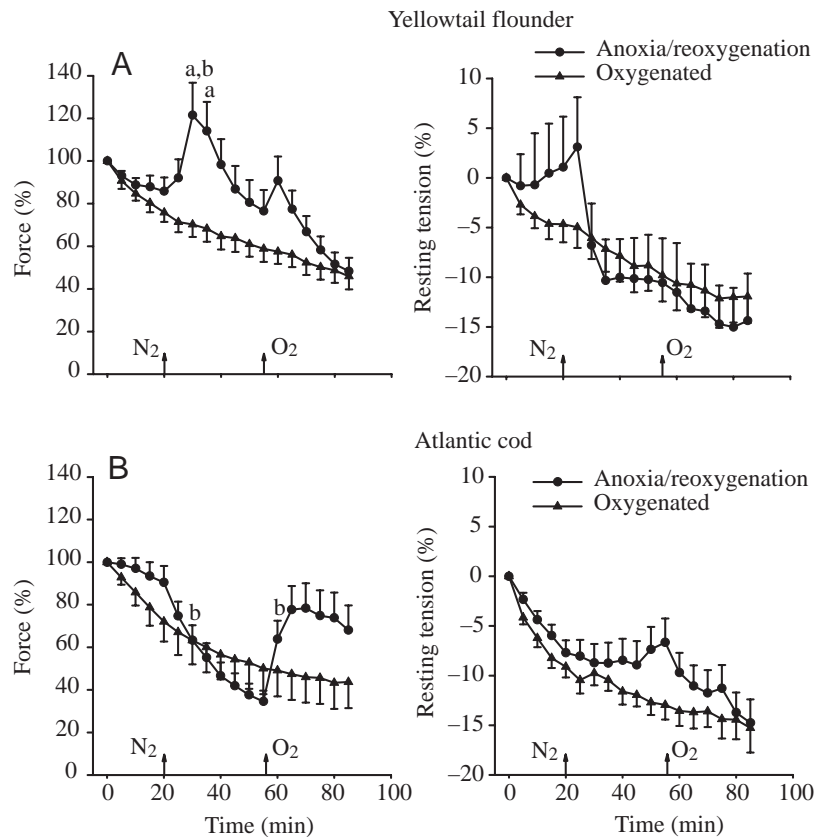 Yellowtail flounder
A
a,b
a
140
120
100
80
60
40
20
0
Force (%)
N2
O2
Anoxia/reoxygenation
Oxygenated
10
5
0
−5
−10
−15
−20
Resting tension (%)
N2
O2
Atlantic cod
B
b
b
140
120
100
80
60
40
20
0
Force (%)
N2
O2
0 20 40 60 80 100
Time (min)
Anoxia/reoxygenation
Oxygenated
10
5
0
−5
−10
−15
−20
Resting tension (%)
N2
O2
0 20 40 60 80 100
Time (min)